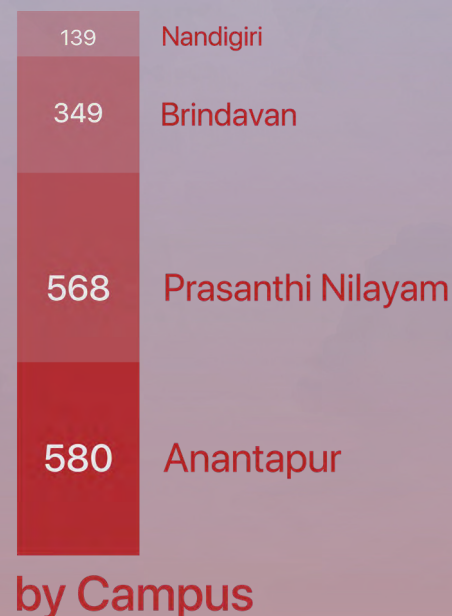 139 Nandigiri
349 Brindavan
568 Prasanthi Nilayam
580 Anantapur
by Campus